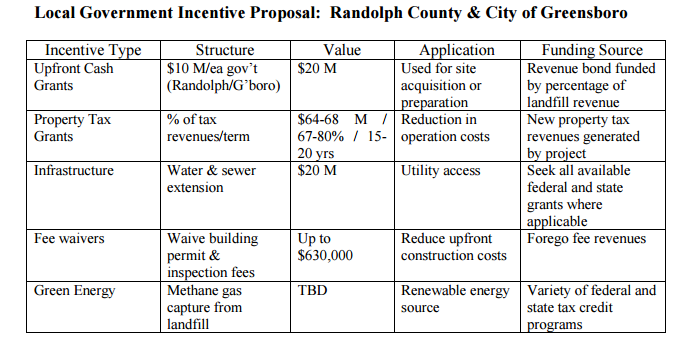 Local Government Incentive Proposal: Randolph County & City of Greensboro
Incentive Type Structure Value Application Funding Source
Upfront Cash Grants
$10 M/ea gov't (Randolph/G'boro)
$20 M
Used for site acquisition or preparation
Revenue bond funded by percentage of landfill revenue
Property Tax Grants
% of tax revenues/term
$64-68 M / 67-80% / 15-20 yrs
Reduction in operation costs
New property tax revenues generated by project
Infrastructure
Water & sewer extension
$20 M
Utility access
Seek all available federal and state grants where applicable
Fee waivers
Waive building permit & inspection fees
Up to $630,000
Reduce upfront construction costs
Forego fee revenues
Green Energy
Methane gas capture from landfill
TBD
Renewable energy source
Variety of federal and state tax credit programs